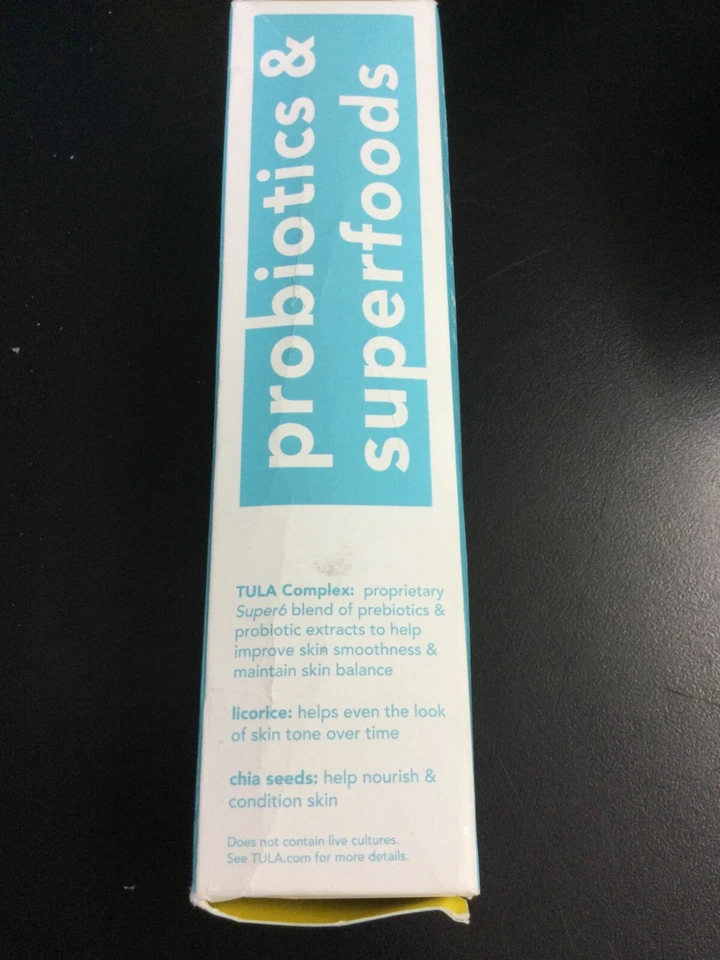 probiotics &
superfoods
TULA Complex: proprietary
Super6 blend of prebiotics &
probiotic extracts to help
improve skin smoothness &
maintain skin balance
licorice: helps even the look
of skin tone over time
chia seeds: help nourish &
condition skin
Does not contain live cultures.
See TULA.com for more details.